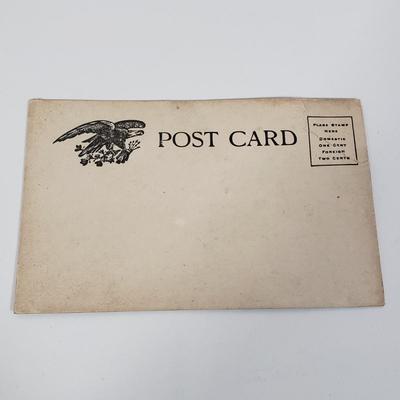 POST CARD
PLACE STAMP
HERE
DOMESTIC
ONE CENT
FOREIGN
TWO CENTS